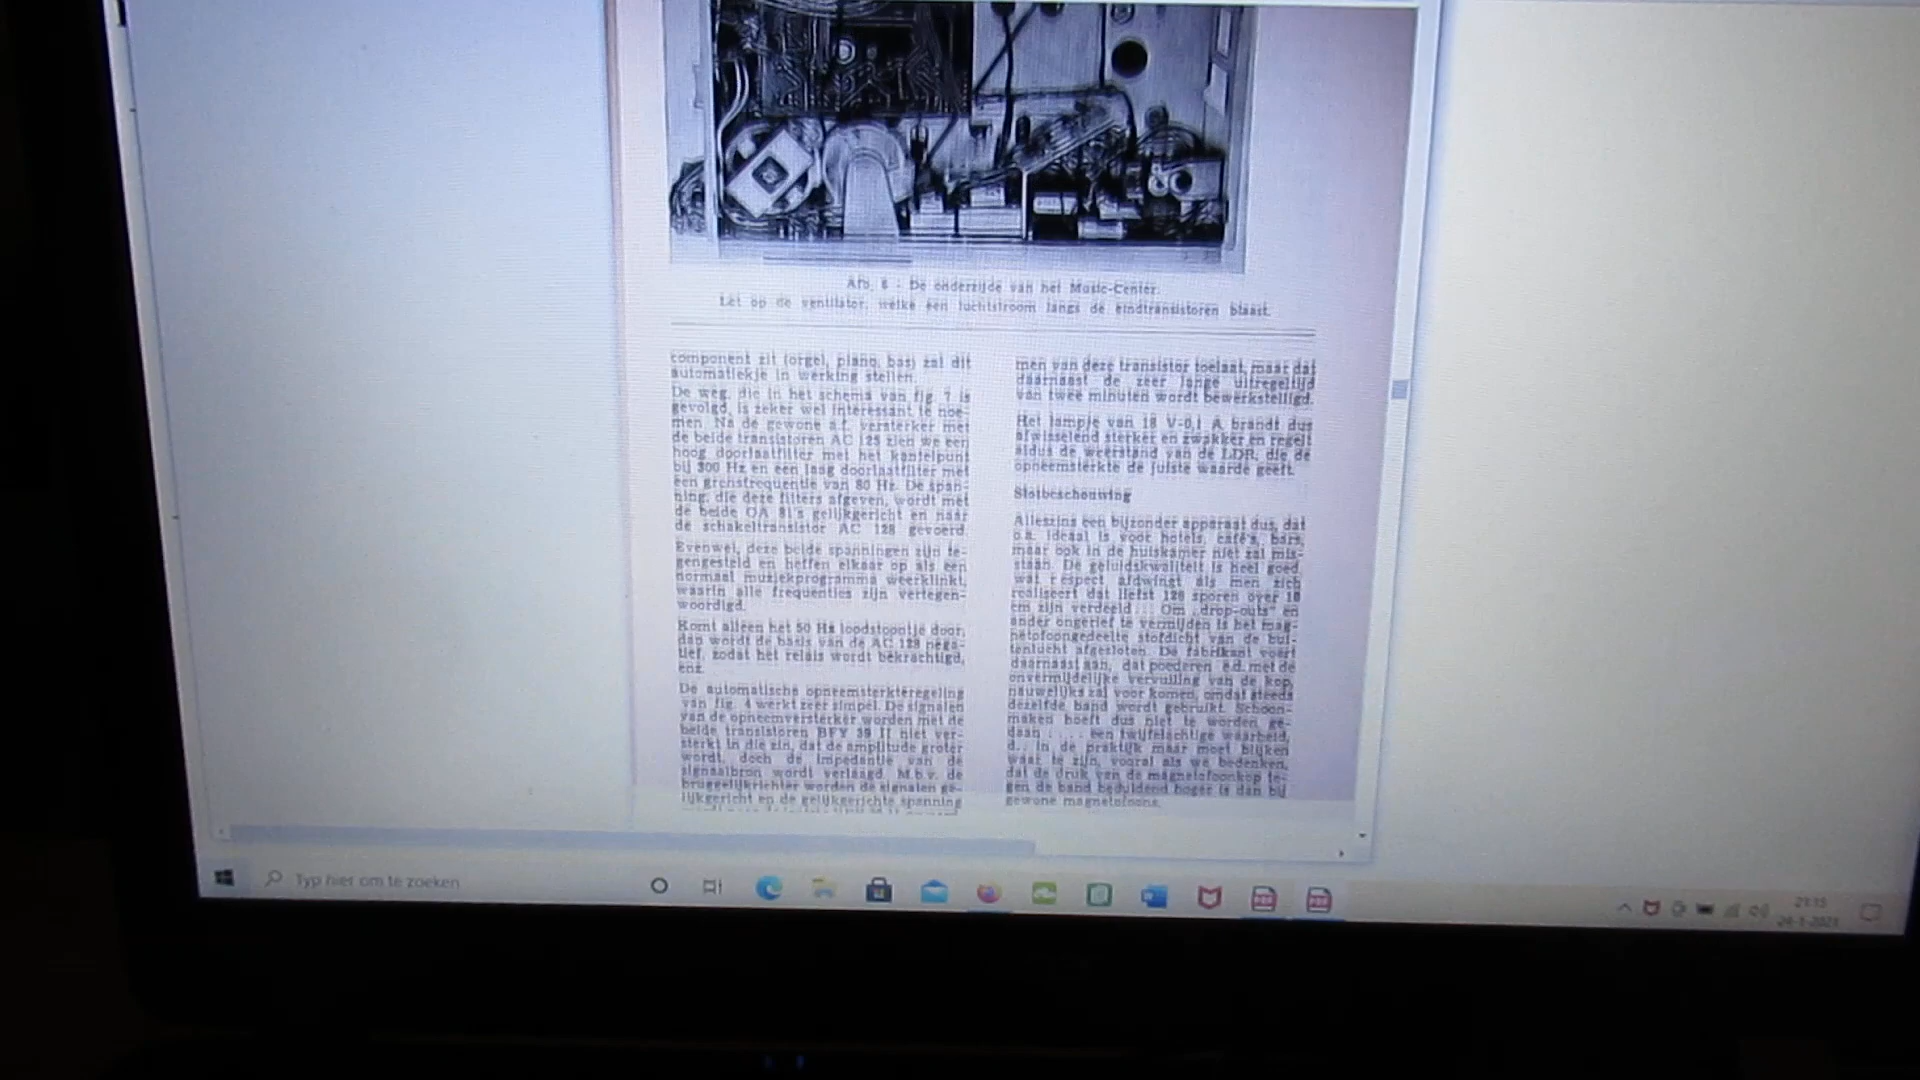 Afb. 8 - De onderzijde van het Music-Center.
Let op de ventilator, welke een luchtstroom langs de eindtransistoren blaast.
component zit (orgel, piano, bas) zal dit
automatiekje in werking stellen.
De weg, die in het schema van fig. 7 is
gevolgd, is zeker wel interessant te noe-
men. Na de gewone a.f. versterker met
de beide transistoren AC 125 zien we een
hoog doorlaatfilter met het kantelpunt
bij 300 Hz en een laag doorlaatfilter met
een grensfrequentie van 80 Hz. De span-
ning, die deze filters afgeven, wordt met
de beide OA 81's gelijkgericht en naar
de schakeltransistor AC 128 gevoerd.
Evenwel, deze beide spanningen zijn te-
gengesteld en heffen elkaar op als een
normaal muziekprogramma weerklinkt,
waarin alle frequenties zijn vertegen-
woordigd.
Komt alleen het 50 Hz loodstoontje door,
dan wordt de basis van de AC 128 nega-
tief, zodat het relais wordt bekrachtigd,
enz.
De automatische opneemsterkteregeling
van fig. 4 werkt zeer simpel. De signalen
van de opneemversterker worden met de
beide transistoren BFY 39 II niet ver-
sterkt in die zin, dat de amplitude groter
wordt, doch de impedantie van de
signaalbron wordt verlaagd. M.b.v. de
bruggelijkrichter worden de signalen ge-
lijkgericht en de gelijkgerichte spanning
men van deze transistor toelaat, maar dat
daarnaast de zeer lange uitregeltijd
van twee minuten wordt bewerkstelligd.
Het lampje van 18 V-0,1 A brandt dus
afwisselend sterker en zwakker en regelt
aldus de weerstand van de LDR, die de
opneemsterkte de juiste waarde geeft.
Slotbeschouwing
Alleszins een bijzonder apparaat dus, dat
o.a. ideaal is voor hotels, café's, bars,
maar ook in de huiskamer niet zal mis-
staan. De geluidskwaliteit is heel goed,
wat respect afdwingt als men zich
realiseert dat liefst 126 sporen over 10
cm zijn verdeeld... Om „drop-outs" en
ander ongerief te vermijden is het mag-
netofoongedeelte stofdicht van de bui-
tenlucht afgesloten. De fabrikant voert
daarnaast aan, dat poederen e.d. met de
onvermijdelijke vervuiling van de kop,
nauwelijks zal voor komen, omdat steeds
dezelfde band wordt gebruikt. Schoon-
maken hoeft dus niet te worden ge-
daan .... een twijfelachtige waarheid,
d.. in de praktijk maar moet blijken
waar te zijn, vooral als we bedenken,
dat de druk van de magnetofoonkop te-
gen de band beduidend hoger is dan bij
gewone magnetofoons.
Typ hier om te zoeken
21:15
24-1-2021